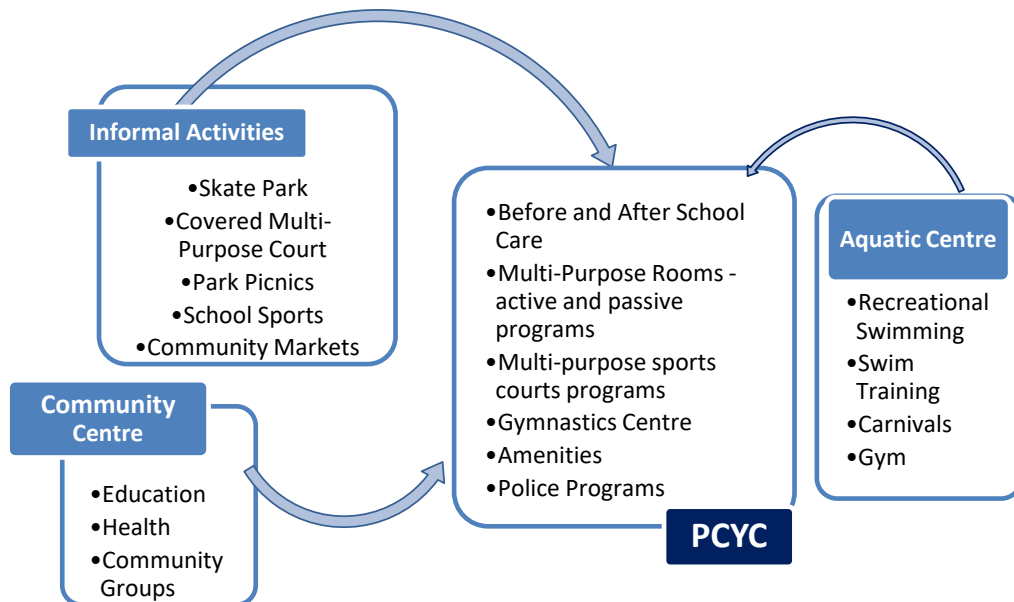 Informal Activities
•Skate Park
•Covered Multi-
Purpose Court
•Park Picnics
•School Sports
•Community Markets
Community
Centre
•Education
•Health
•Community
Groups
•Before and After School
Care
•Multi-Purpose Rooms -
active and passive
programs
•Multi-purpose sports
courts programs
•Gymnastics Centre
•Amenities
•Police Programs
PCYC
Aquatic Centre
•Recreational
Swimming
•Swim
Training
•Carnivals
•Gym